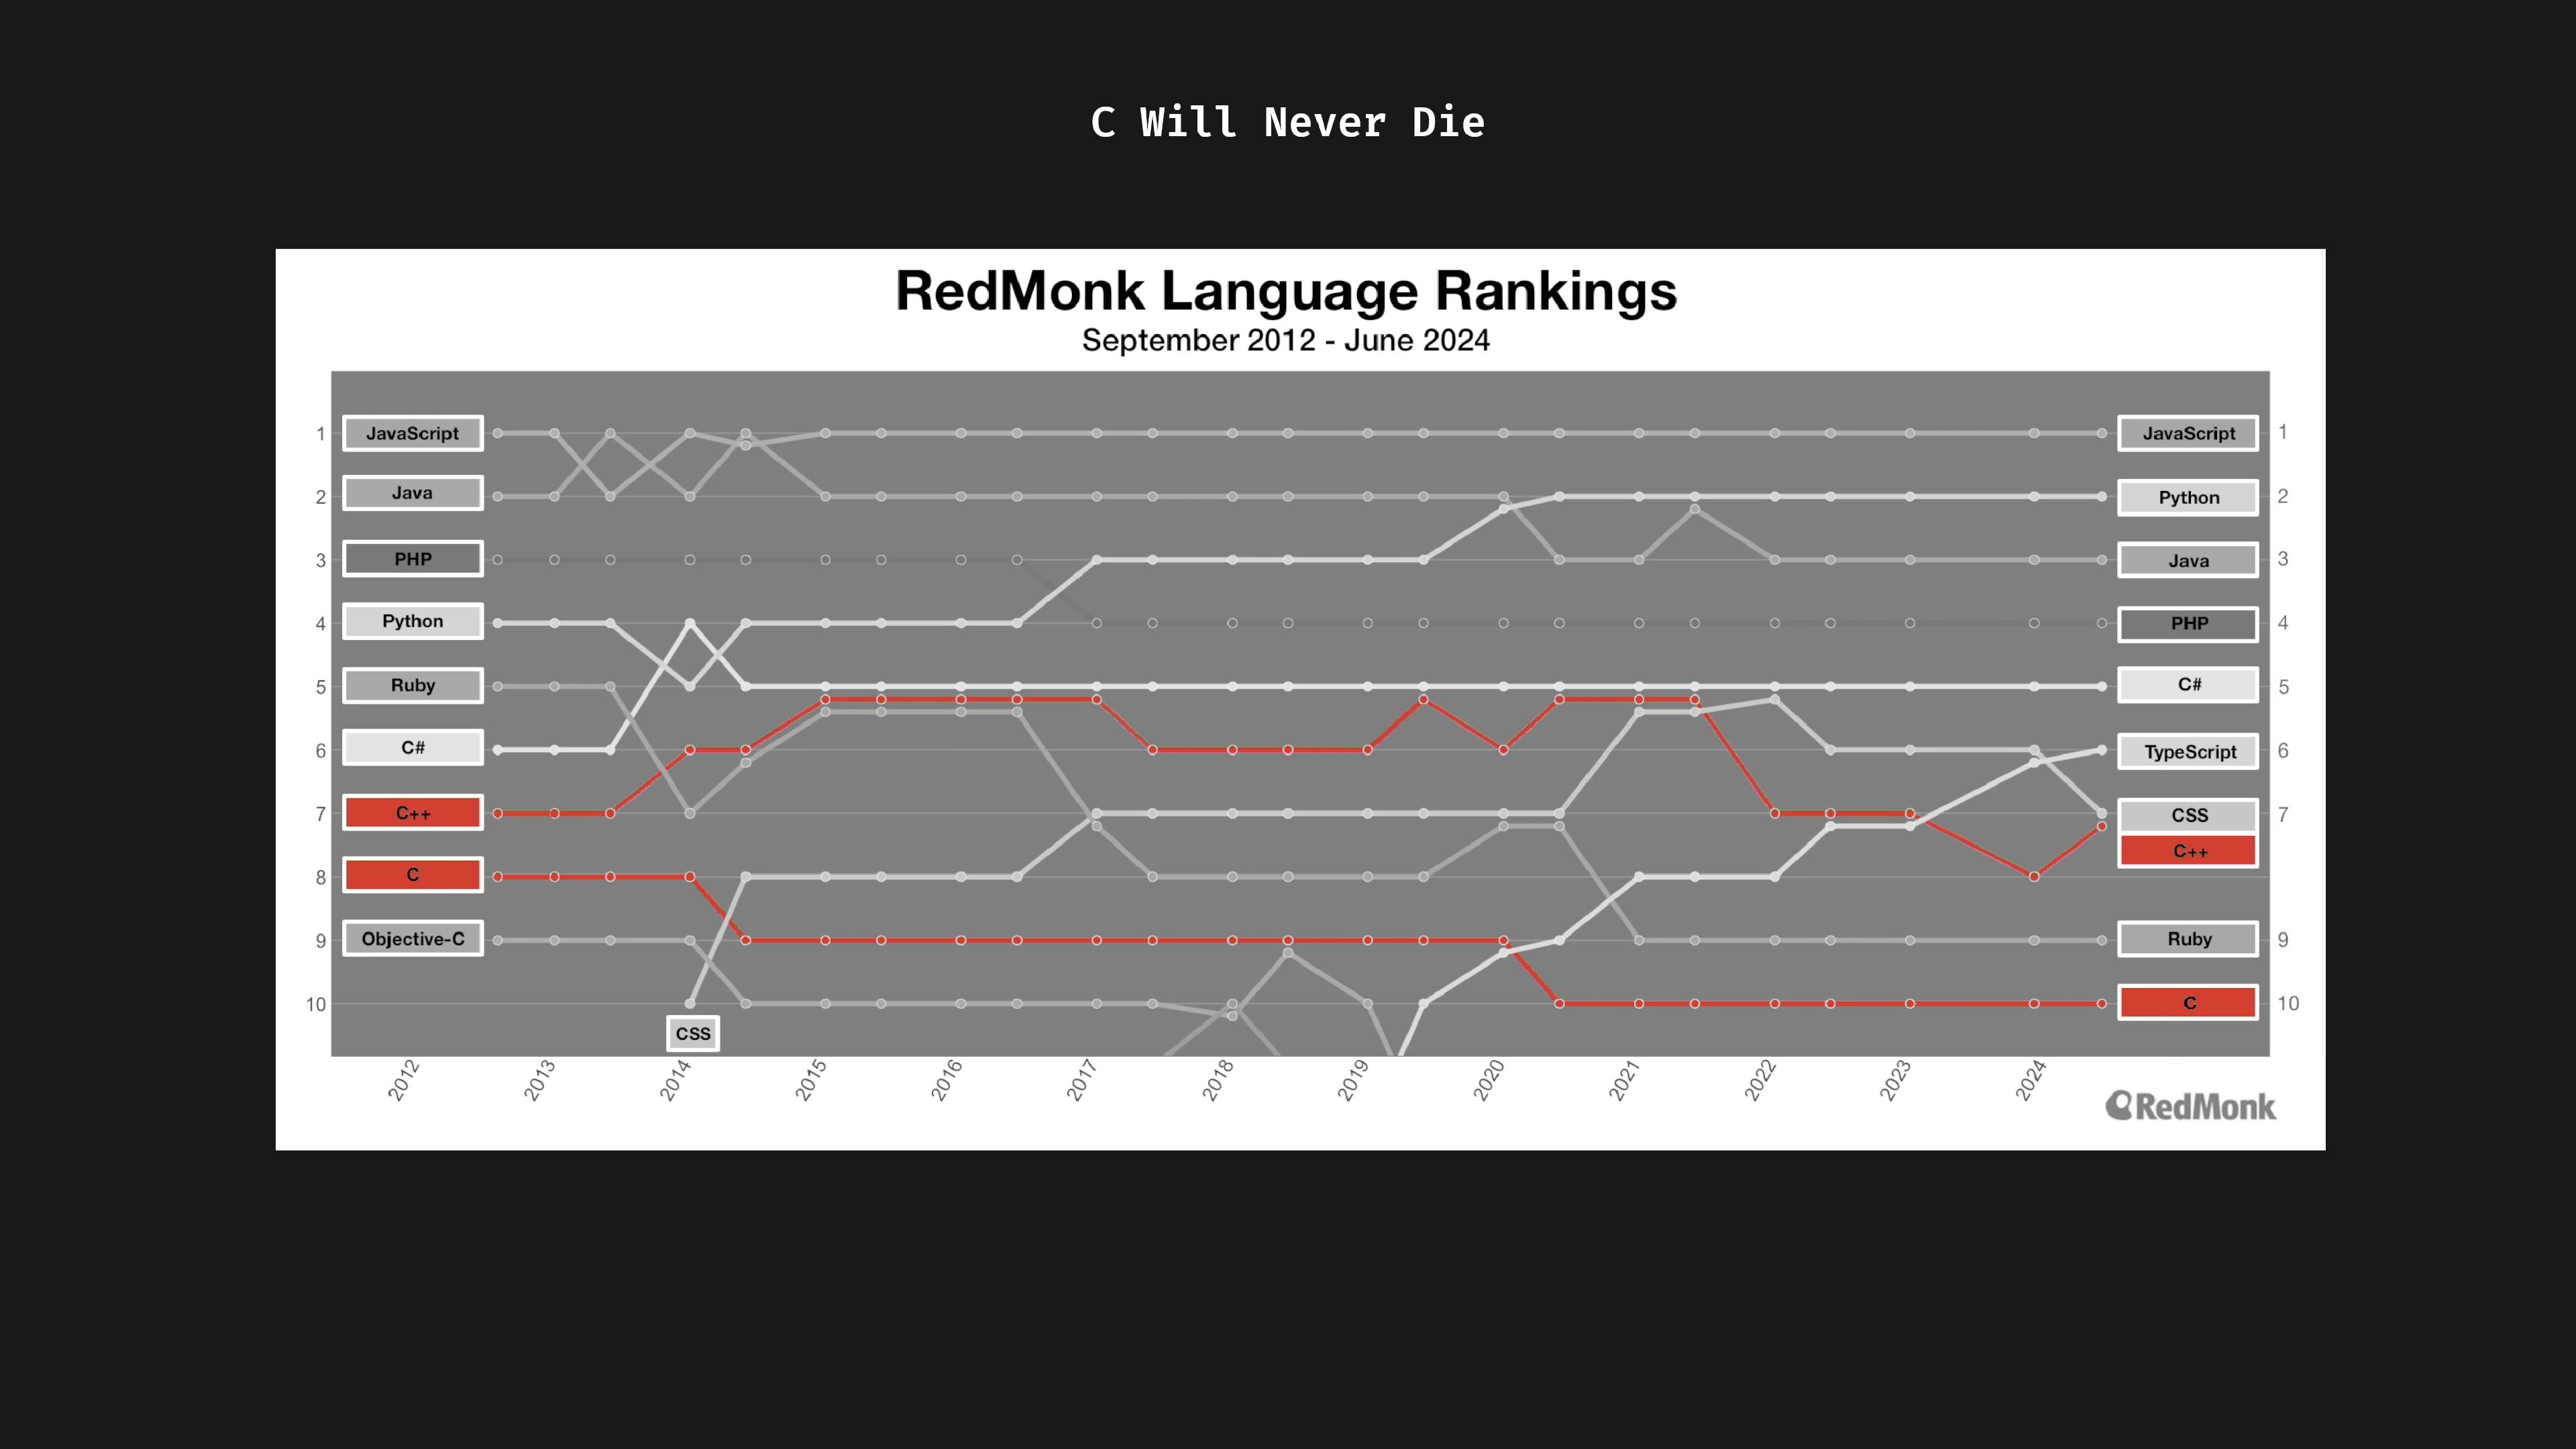 C Will Never Die
RedMonk Language Rankings
September 2012 - June 2024
1 JavaScript JavaScript 1
2 Java Python 2
3 PHP Java 3
4 Python PHP 4
5 Ruby C# 5
6 C# TypeScript 6
7 C++ CSS 7
C++
8 C
9 Objective-C Ruby 9
10 C 10
CSS
2012 2013 2014 2015 2016 2017 2018 2019 2020 2021 2022 2023 2024
RedMonk